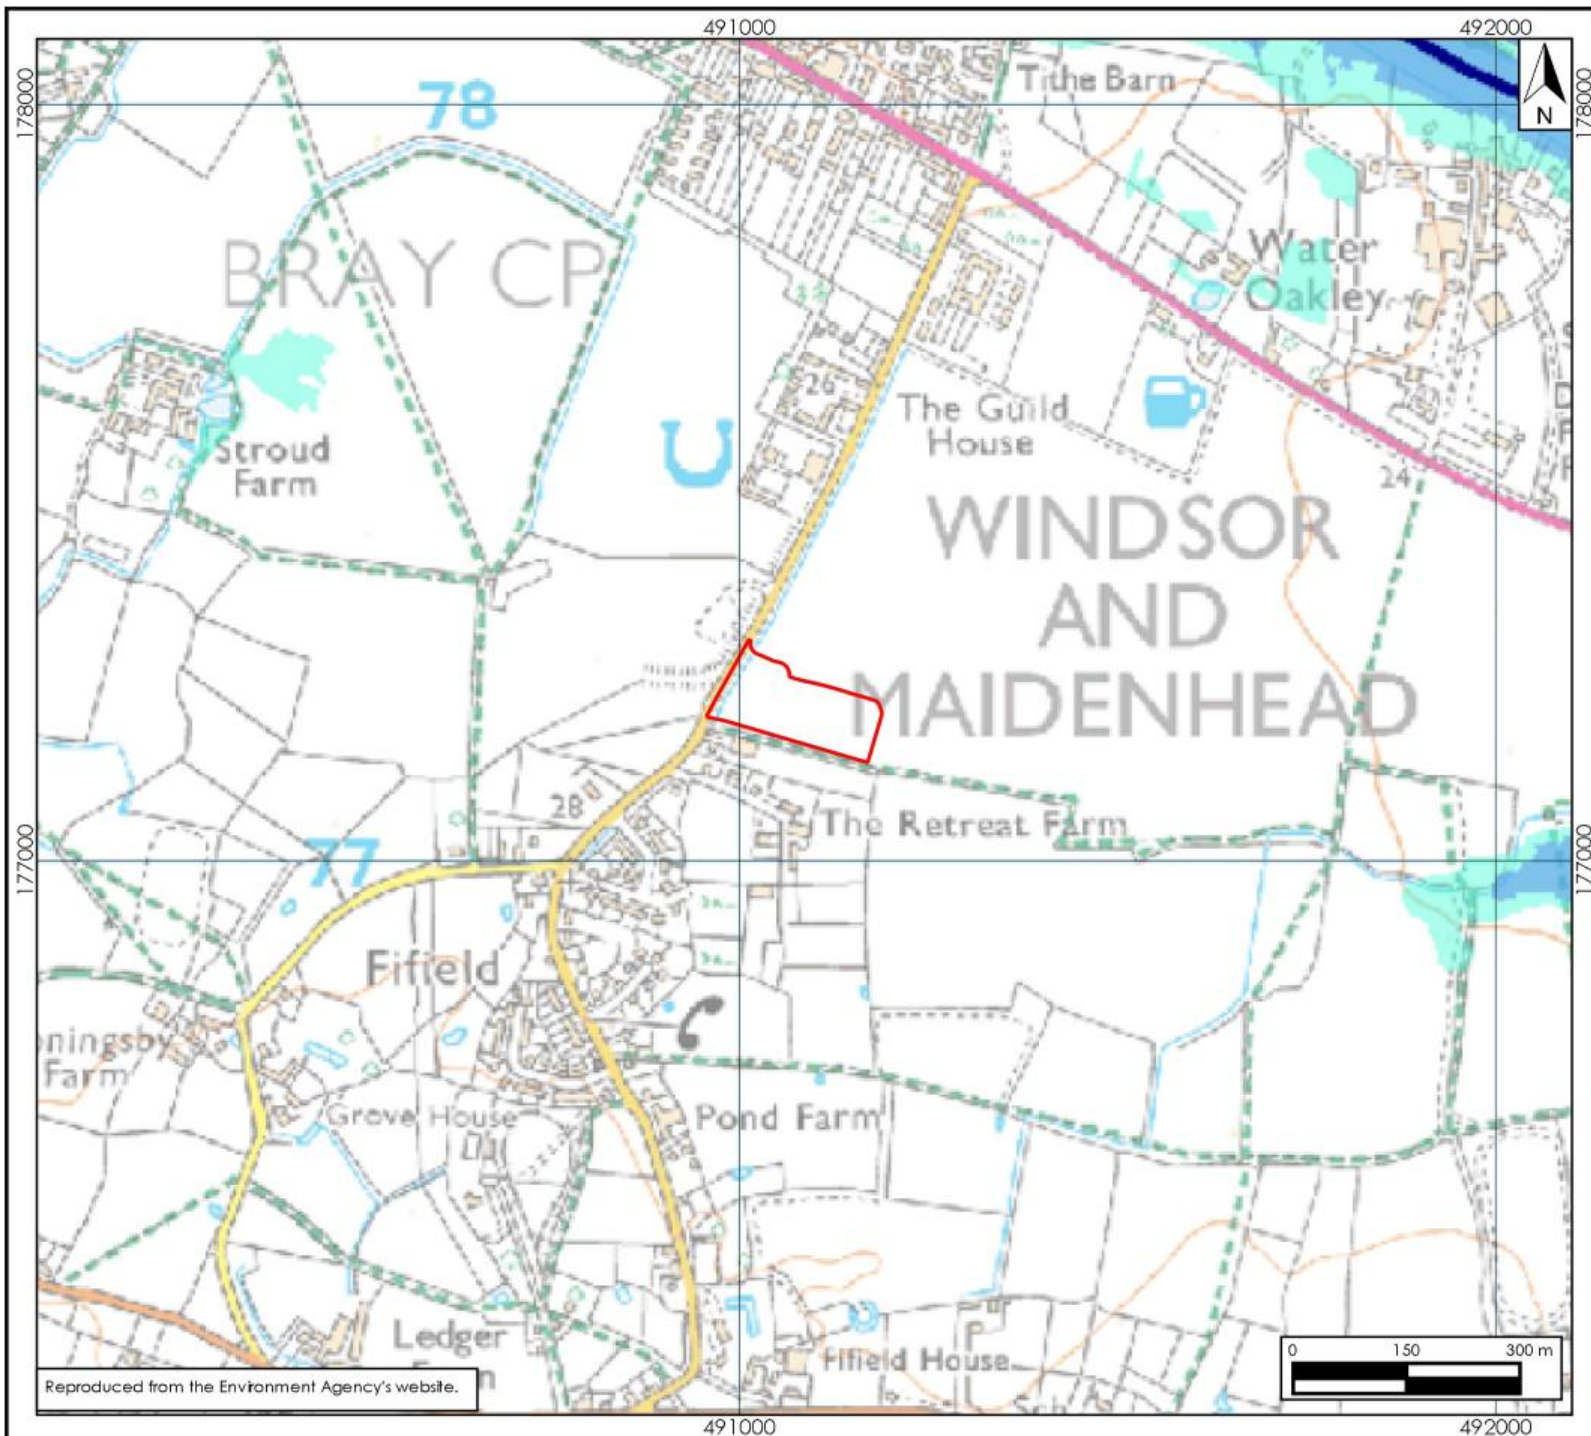 491000
492000
178000
178000
N
Tithe Barn
78
BRAY CP
Water
Oakley
26
The Guild
House
Stroud
Farm
24
WINDSOR
AND
MAIDENHEAD
28
The Retreat Farm
177000
177000
77
Fifield
ningsby
Farm
Grove House
Pond Farm
Ledger
Fifield House
0 150 300 m
Reproduced from the Environment Agency's website.
491000
492000